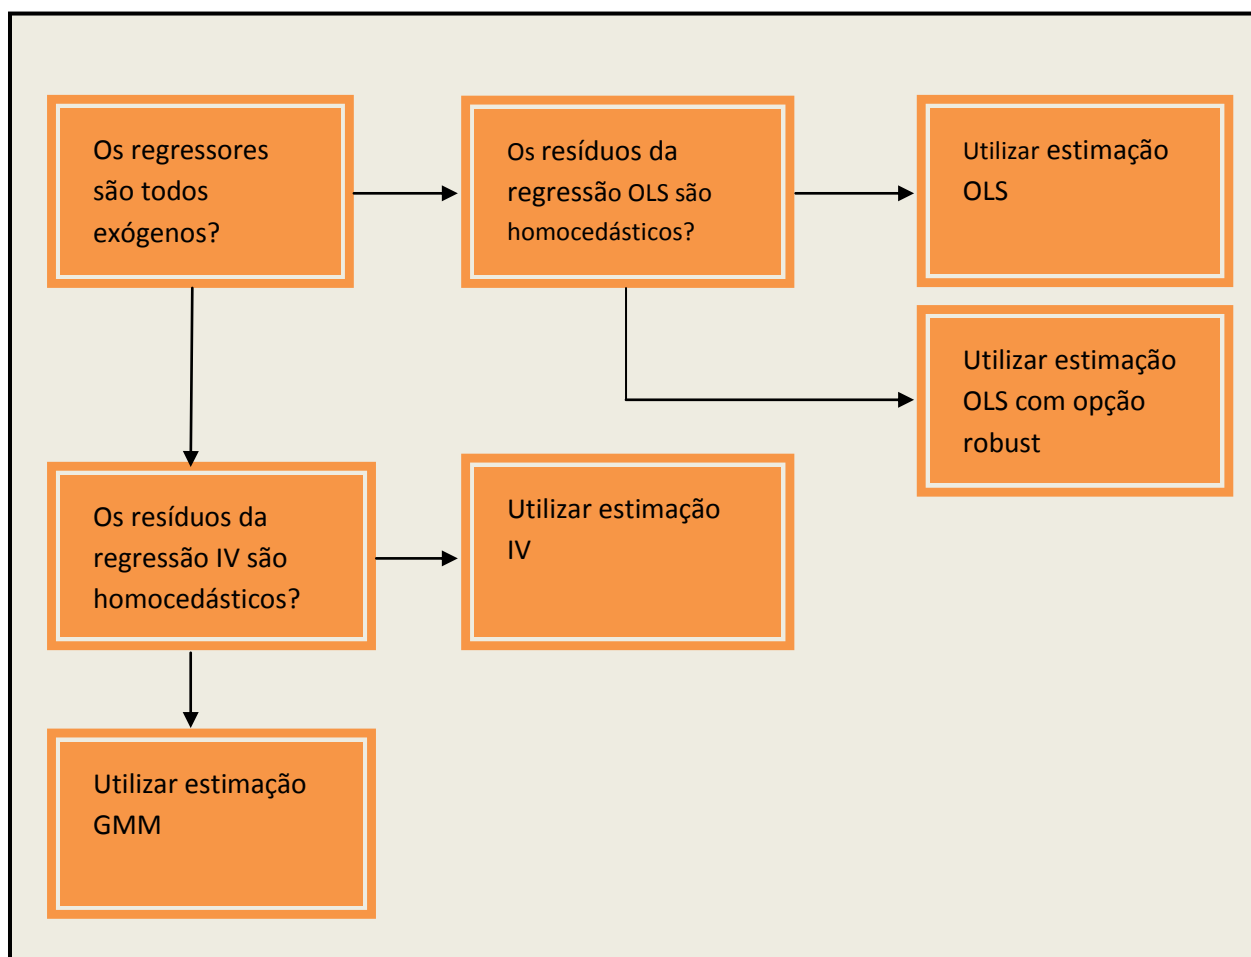 Os regressores
são todos
exógenos?
Os resíduos da
regressão OLS são
homocedásticos?
Utilizar estimação
OLS
Utilizar estimação
OLS com opção
robust
Os resíduos da
regressão IV são
homocedásticos?
Utilizar estimação
IV
Utilizar estimação
GMM